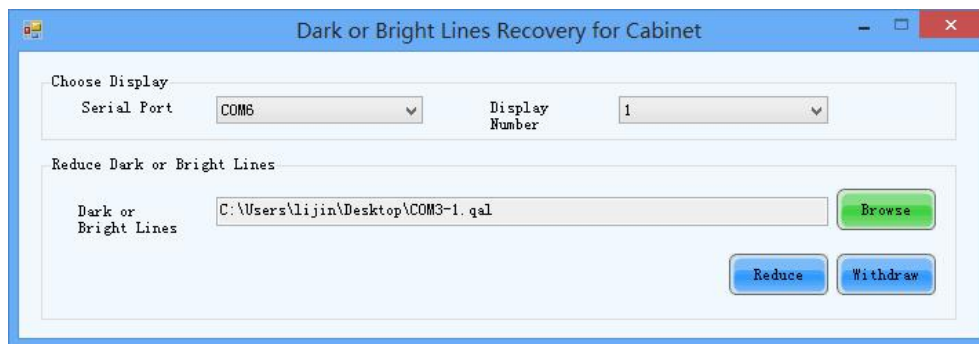 Dark or Bright Lines Recovery for Cabinet
Choose Display
Serial Port
COM6
Display
Number
1
Reduce Dark or Bright Lines
Dark or
Bright Lines
C:\Users\lijin\Desktop\COM3-1.qal
Browse
Reduce
Withdraw